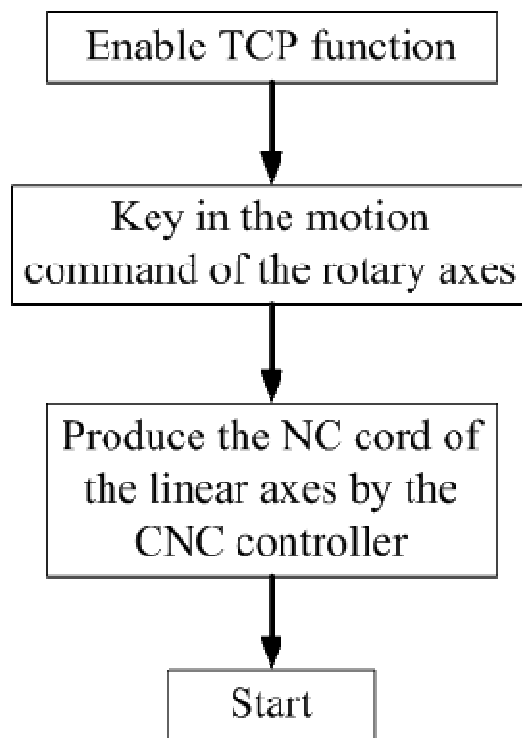 Enable TCP function
Key in the motion
command of the rotary axes
Produce the NC cord of
the linear axes by the
CNC controller
Start